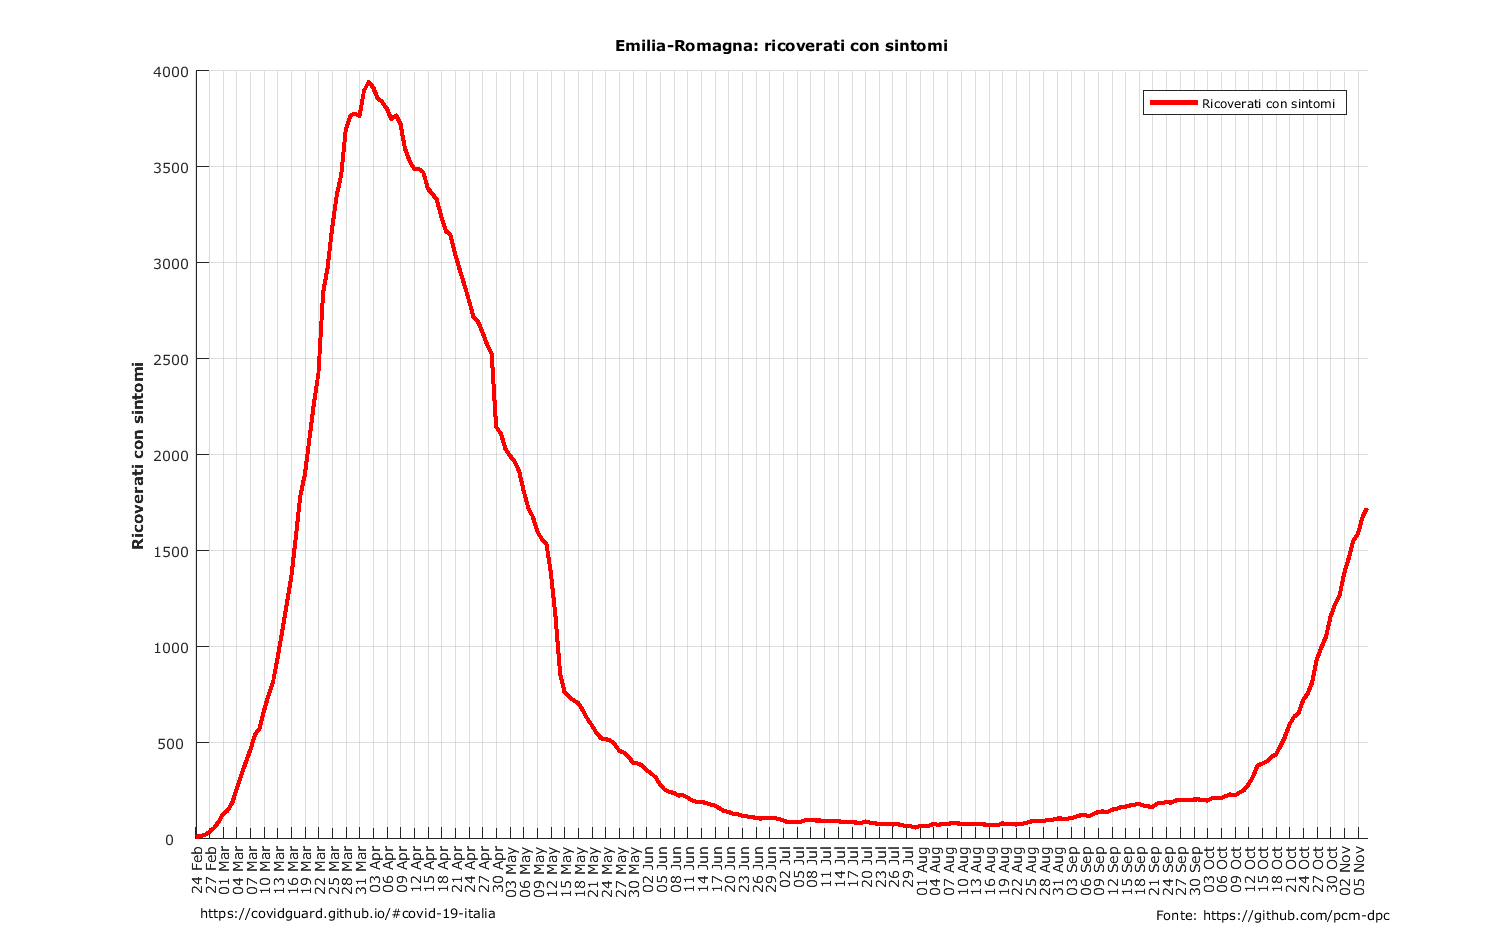 Emilia-Romagna: ricoverati con sintomi
Ricoverati con sintomi
4000
3500
3000
2500
2000
1500
1000
500
0
Ricoverati con sintomi
24 Feb
27 Feb
01 Mar
04 Mar
07 Mar
10 Mar
13 Mar
16 Mar
19 Mar
22 Mar
25 Mar
28 Mar
31 Mar
03 Apr
06 Apr
09 Apr
12 Apr
15 Apr
18 Apr
21 Apr
24 Apr
27 Apr
30 Apr
03 May
06 May
09 May
12 May
15 May
18 May
21 May
24 May
27 May
30 May
02 Jun
05 Jun
08 Jun
11 Jun
14 Jun
17 Jun
20 Jun
23 Jun
26 Jun
29 Jun
02 Jul
05 Jul
08 Jul
11 Jul
14 Jul
17 Jul
20 Jul
23 Jul
26 Jul
29 Jul
01 Aug
04 Aug
07 Aug
10 Aug
13 Aug
16 Aug
19 Aug
22 Aug
25 Aug
28 Aug
31 Aug
03 Sep
06 Sep
09 Sep
12 Sep
15 Sep
18 Sep
21 Sep
24 Sep
27 Sep
30 Sep
03 Oct
06 Oct
09 Oct
12 Oct
15 Oct
18 Oct
21 Oct
24 Oct
27 Oct
30 Oct
02 Nov
05 Nov
https://covidguard.github.io/#covid-19-italia
Fonte: https://github.com/pcm-dpc